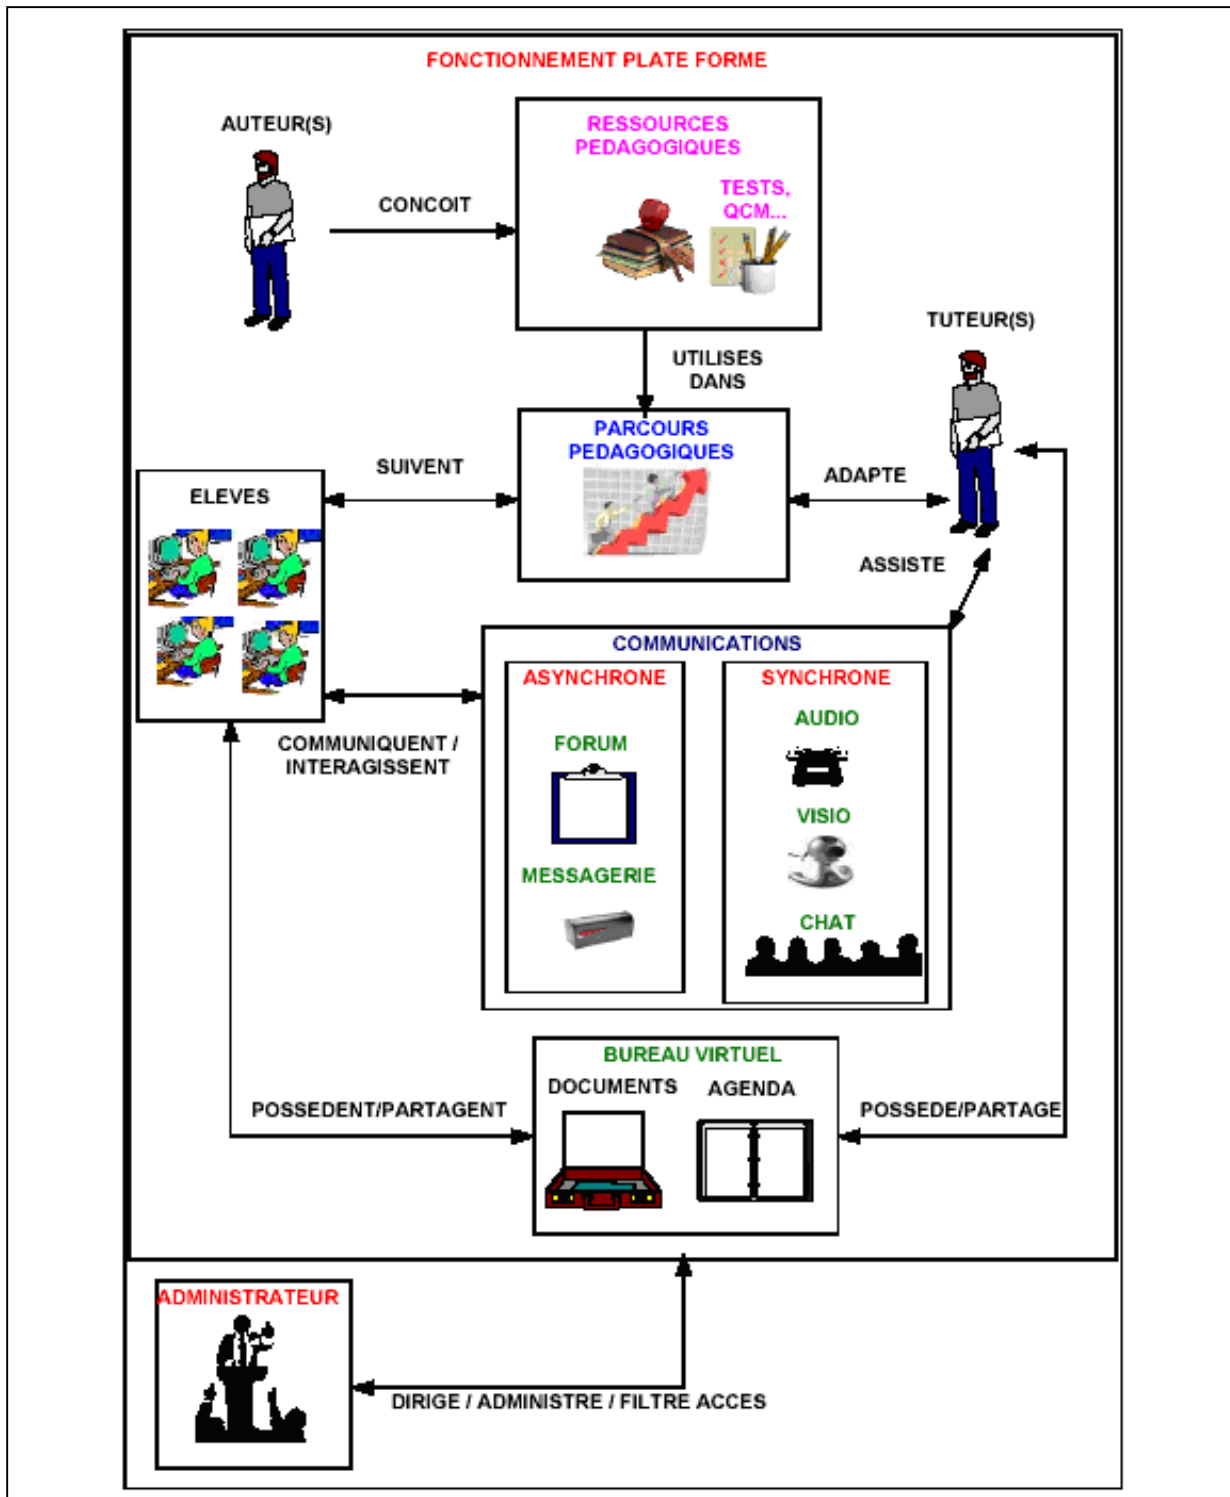 FONCTIONNEMENT PLATE FORME
AUTEUR(S)
CONCOIT
RESSOURCES
PEDAGOGIQUES
TESTS,
QCM...
TUTEUR(S)
UTILISES
DANS
PARCOURS
PEDAGOGIQUES
SUIVENT
ADAPTE
ELEVES
ASSISTE
COMMUNICATIONS
ASYNCHRONE
FORUM
MESSAGERIE
SYNCHRONE
AUDIO
VISIO
CHAT
COMMUNIQUENT /
INTERAGISSENT
BUREAU VIRTUEL
DOCUMENTS
AGENDA
POSSEDENT/PARTAGENT
POSSEDE/PARTAGE
ADMINISTRATEUR
DIRIGE / ADMINISTRE / FILTRE ACCES